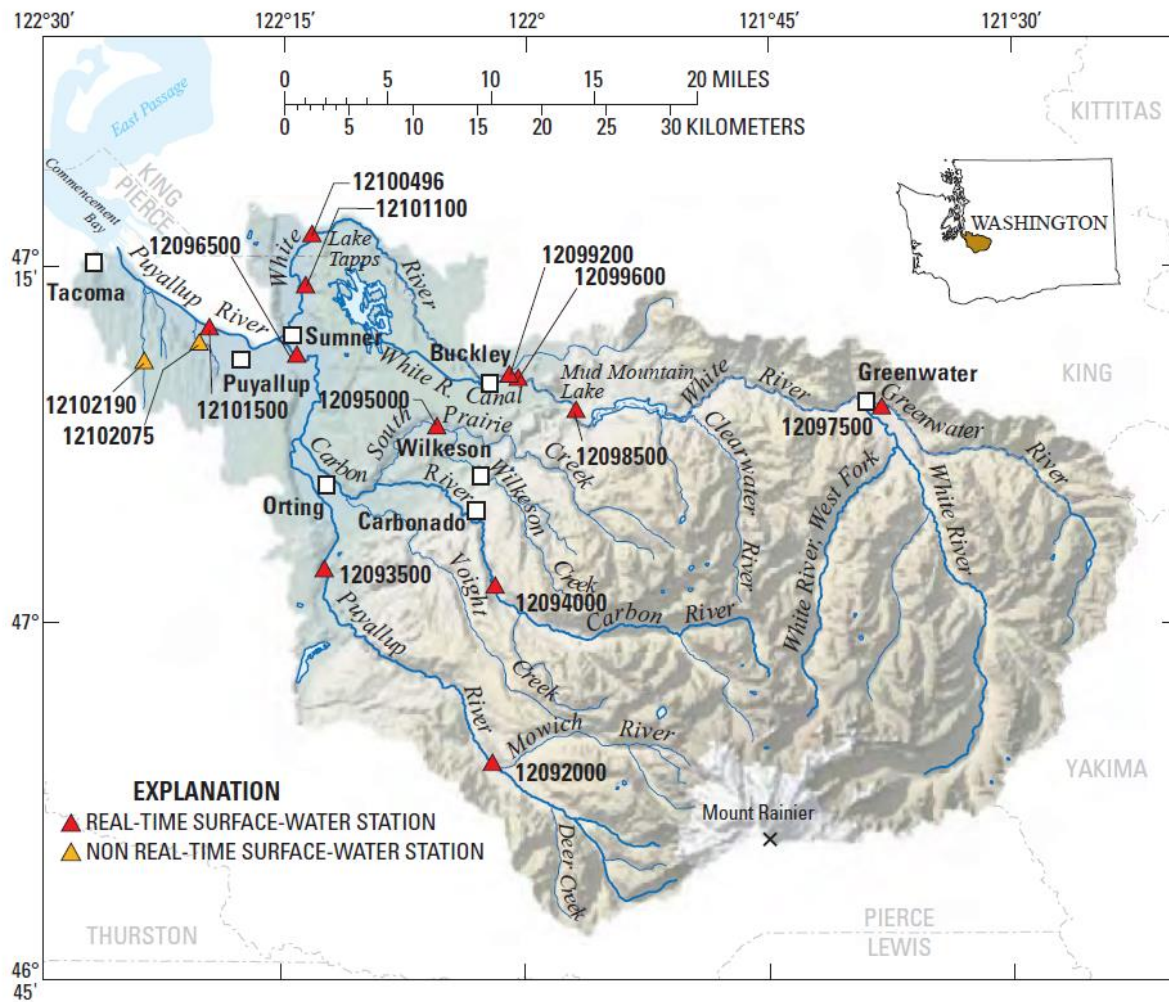 122°30' 122°15' 122° 121°45' 121°30'
0 5 10 15 20 MILES
0 5 10 15 20 25 30 KILOMETERS
East Passage
KITTITAS
Commencement
Bay
KING
PIERCE
12100496
12101100
WASHINGTON
12096500
White
Lake
Tapps
River
12099200
12099600
47°
15'
Tacoma
Puyallup
River
Sumner
Buckley
White R.
Canal
Mud Mountain
Lake
White
River
Greenwater
KING
Puyallup
12101500
12102190
12102075
12095000
South
Prairie
Creek
12098500
12097500
Greenwater
River
Clearwater
River
Wilkeson
Wilkeson
Creek
Carbon
River
Orting
Carbonado
White River, West Fork
White River
12093500
Voight
Creek
12094000
47°
Puyallup
River
Carbon River
Mowich River
12092000
YAKIMA
EXPLANATION
REAL-TIME SURFACE-WATER STATION
NON REAL-TIME SURFACE-WATER STATION
Mount Rainier
Deer Creek
THURSTON
PIERCE
LEWIS
46°
45'